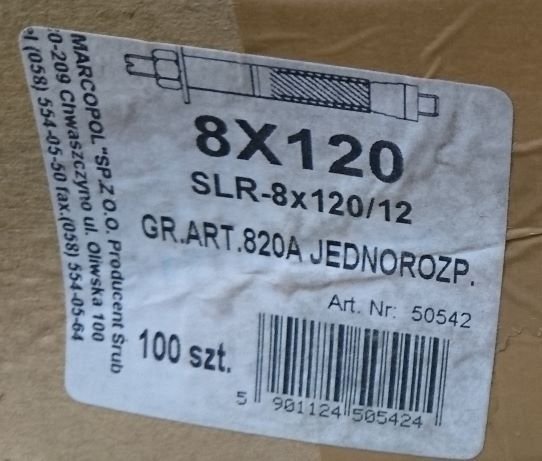 MARCOPOL "SP.Z O.O. Producent Śrub
0-209 Chwaszczyno ul. Oliwska 100
(058) 554-05-50 fax.(058) 554-05-64
8X120
SLR-8x120/12
GR.ART.820A JEDNOROZP.
Art. Nr: 50542
100 szt.
5 901124 505424